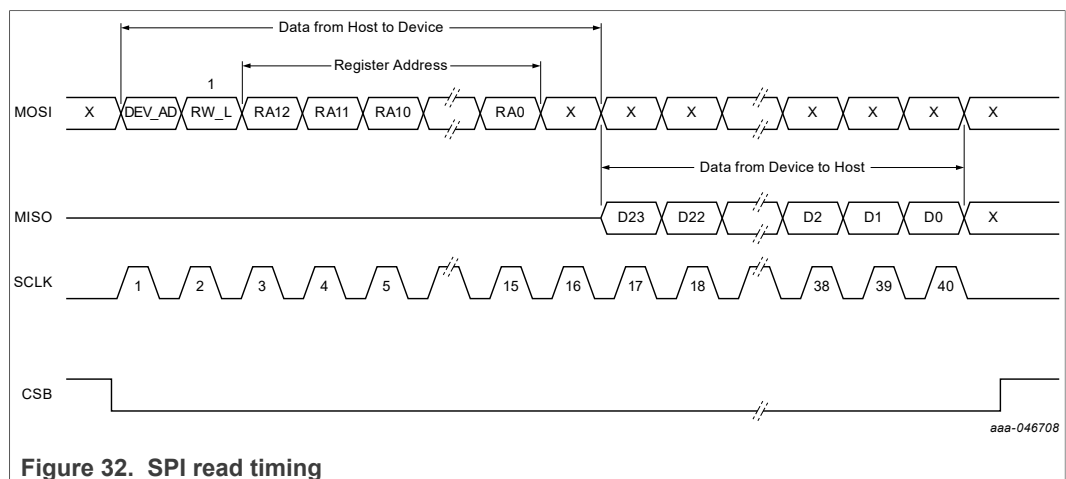 Data from Host to Device
Register Address
1
MOSI X DEV_AD RW_L RA12 RA11 RA10 RA0 X X X X X X X
Data from Device to Host
MISO D23 D22 D2 D1 D0 X
SCLK 1 2 3 4 5 15 16 17 18 38 39 40
CSB
aaa-046708
Figure 32. SPI read timing